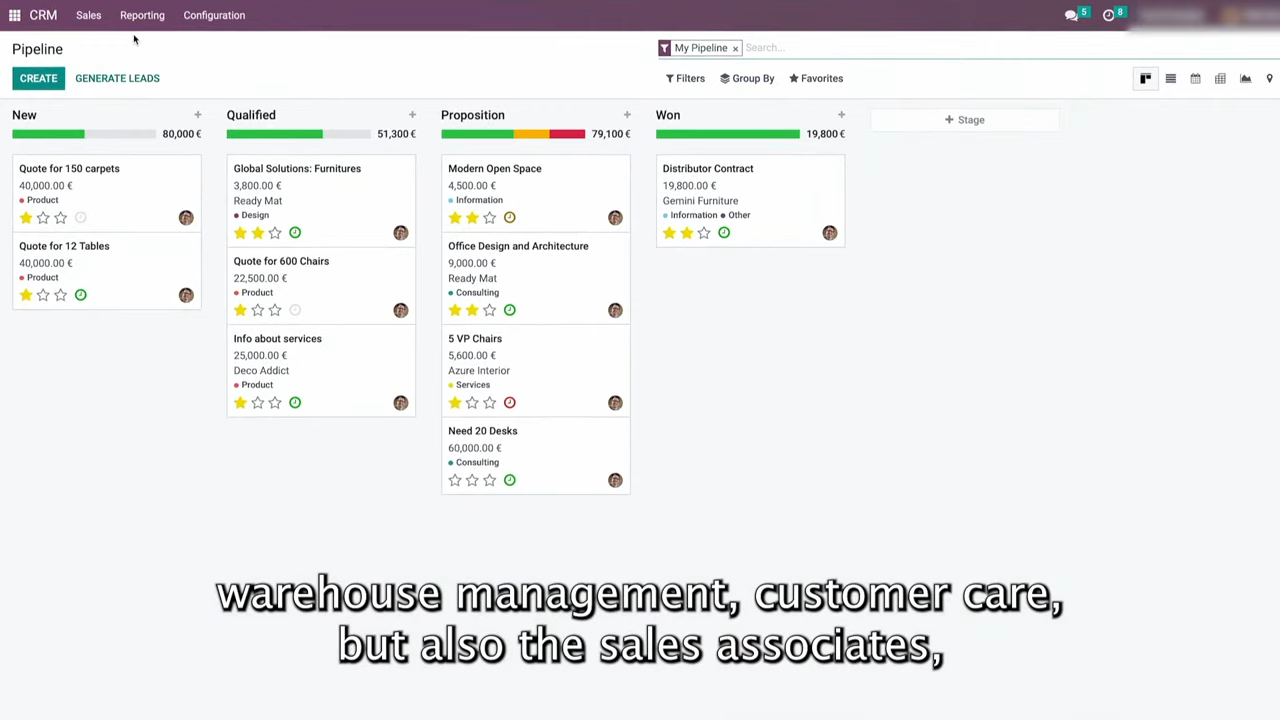 CRM Sales Reporting Configuration 5 8
Pipeline
My Pipeline × Search...
CREATE GENERATE LEADS
Filters Group By Favorites
New +
80,000 €
Quote for 150 carpets
40,000.00 €
Product
Quote for 12 Tables
40,000.00 €
Product
Qualified +
51,300 €
Global Solutions: Furnitures
3,800.00 €
Ready Mat
Design
Quote for 600 Chairs
22,500.00 €
Product
Info about services
25,000.00 €
Deco Addict
Product
Proposition +
79,100 €
Modern Open Space
4,500.00 €
Information
Office Design and Architecture
9,000.00 €
Ready Mat
Consulting
5 VP Chairs
5,600.00 €
Azure Interior
Services
Need 20 Desks
60,000.00 €
Consulting
Won +
19,800 €
Distributor Contract
19,800.00 €
Gemini Furniture
Information Other
+ Stage
warehouse management, customer care,
but also the sales associates,